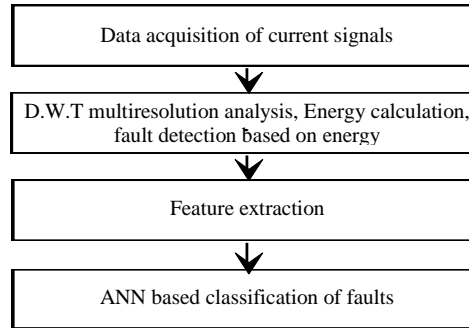 Data acquisition of current signals
D.W.T multiresolution analysis, Energy calculation,
fault detection based on energy
Feature extraction
ANN based classification of faults